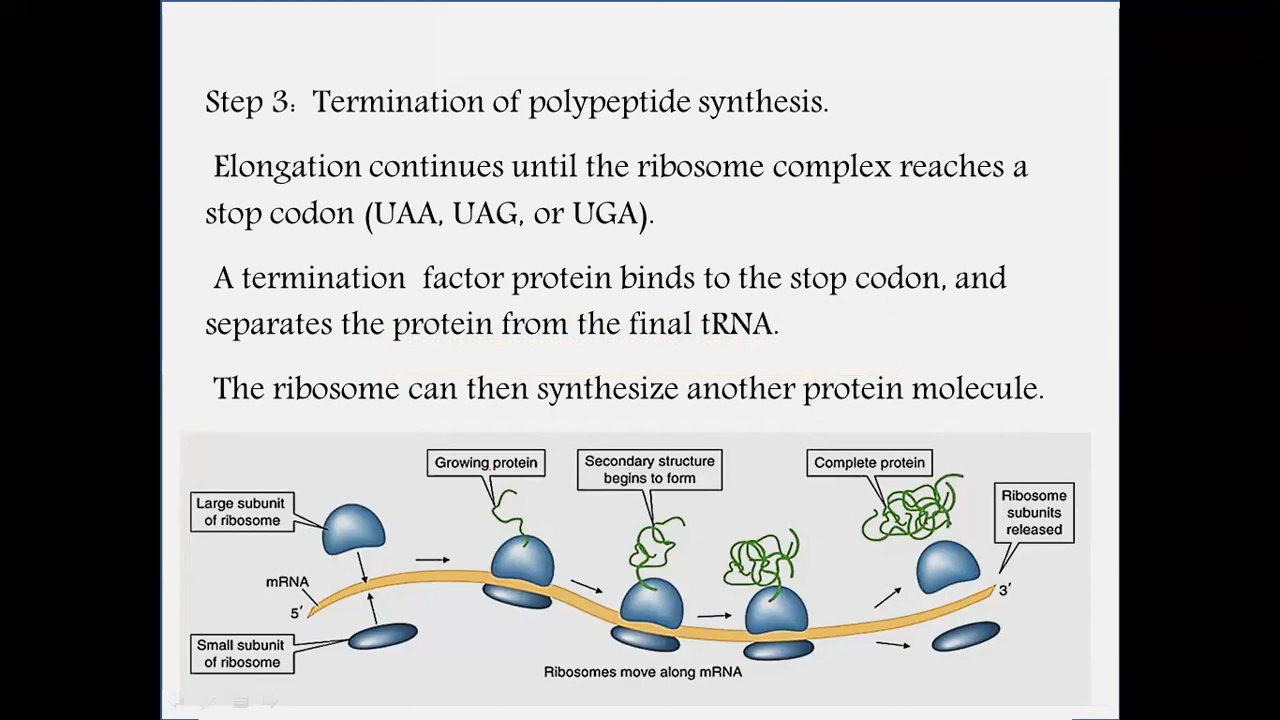 Step 3:  Termination of polypeptide synthesis.
Elongation continues until the ribosome complex reaches a
stop codon (UAA, UAG, or UGA).
A termination  factor protein binds to the stop codon, and
separates the protein from the final tRNA.
The ribosome can then synthesize another protein molecule.
Growing protein
Secondary structure
begins to form
Complete protein
Large subunit
of ribosome
Ribosome
subunits
released
mRNA
5′
3′
Small subunit
of ribosome
Ribosomes move along mRNA